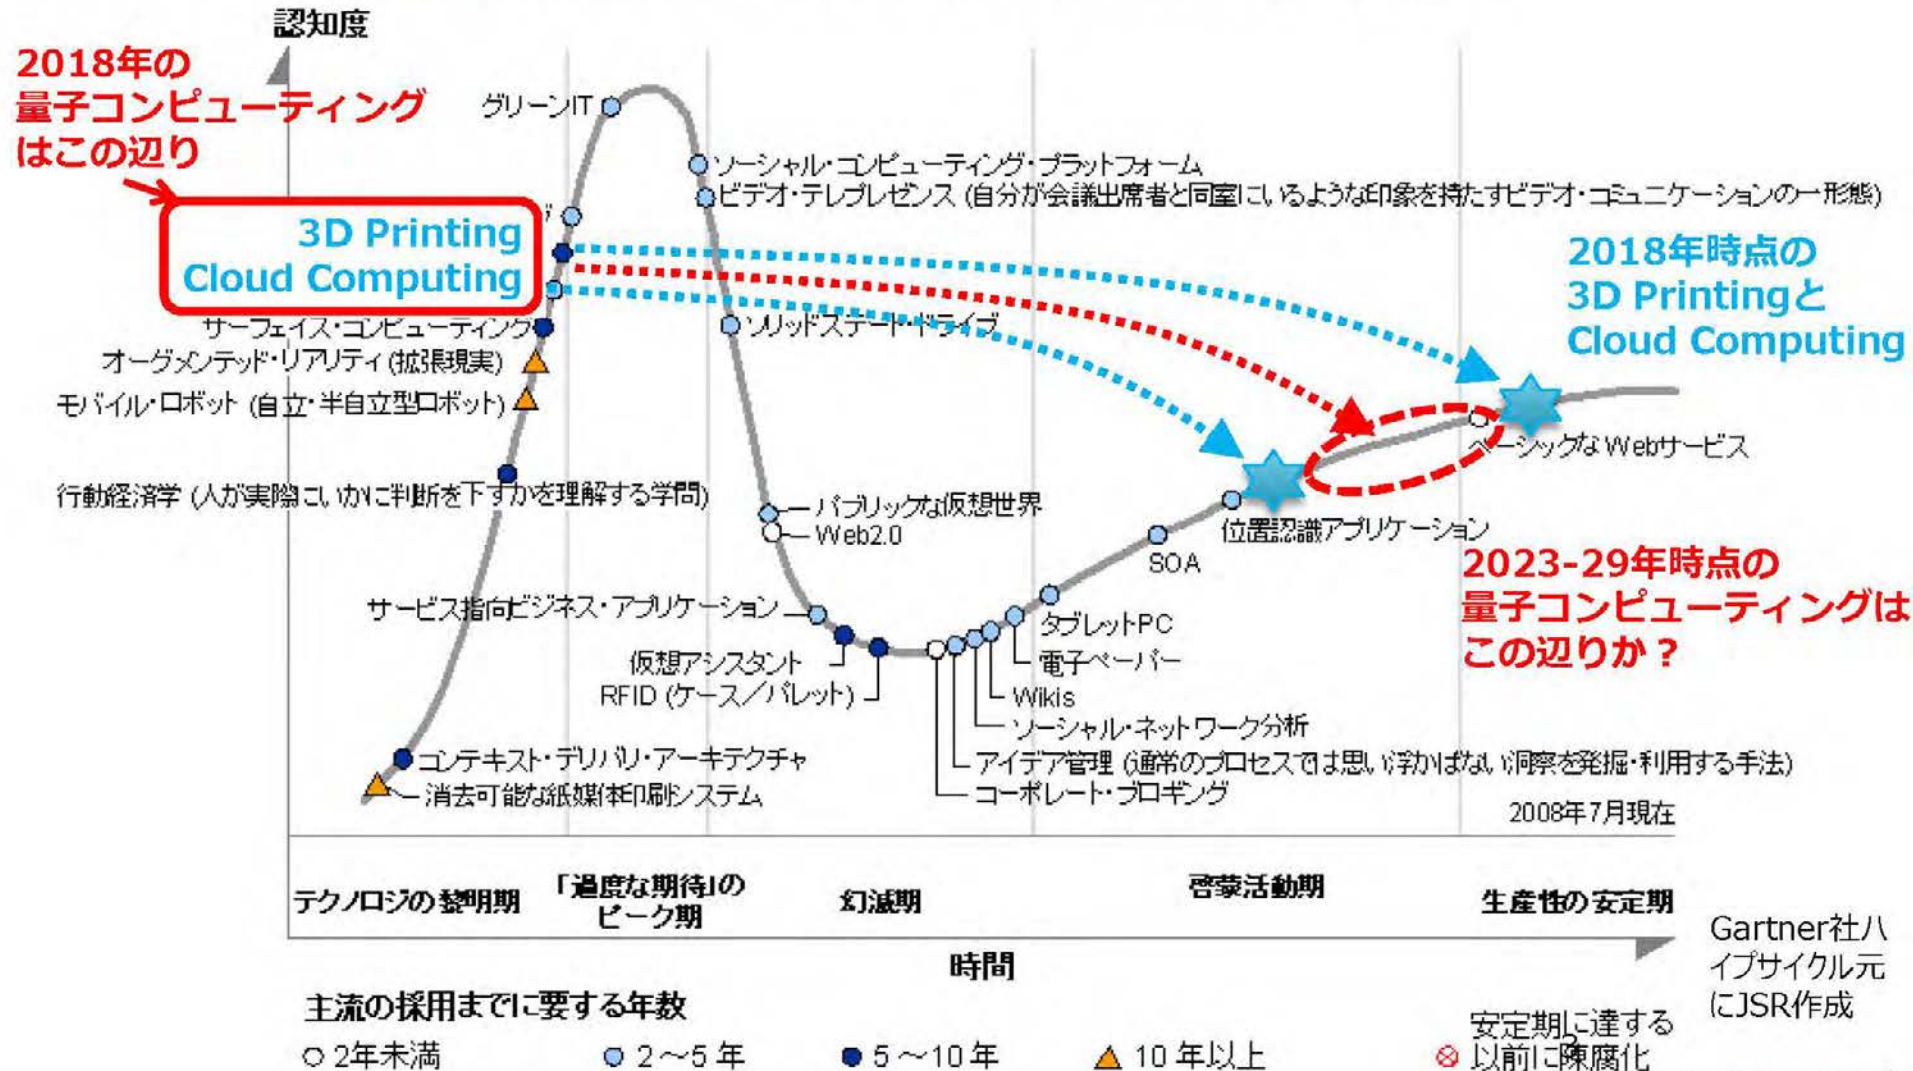 認知度
2018年の
量子コンピューティング
はこの辺り
グリーンIT
ソーシャル・コンピューティング・プラットフォーム
ビデオ・テレプレゼンス (自分が会議出席者と同室にいるような印象を持たすビデオ・コミュニケーションの一形態)
3D Printing
Cloud Computing
2018年時点の
3D Printingと
Cloud Computing
サーフェイス・コンピューティング
ソリッドステート・ドライブ
オーグメンテッド・リアリティ (拡張現実)
モバイル・ロボット (自立・半自立型ロボット)
ベーシックな Webサービス
行動経済学 (人が実際にいかに判断を下すかを理解する学問)
パブリックな仮想世界
Web2.0
位置認識アプリケーション
SOA
2023-29年時点の
量子コンピューティングは
この辺りか？
サービス指向ビジネス・アプリケーション
タブレットPC
仮想アシスタント
電子ペーパー
RFID (ケース／パレット)
Wikis
ソーシャル・ネットワーク分析
コンテキスト・デリバリ・アーキテクチャ
アイデア管理 (通常のプロセスでは思い浮かばない洞察を発掘・利用する手法)
消去可能な紙媒体印刷システム
コーポレート・ブロギング
2008年7月現在
テクノロジの黎明期
「過度な期待」の
ピーク期
幻滅期
啓蒙活動期
生産性の安定期
時間
Gartner社ハ
イプサイクル元
にJSR作成
主流の採用までに要する年数
2年未満
2～5年
5～10年
10年以上
安定期に達する
以前に陳腐化